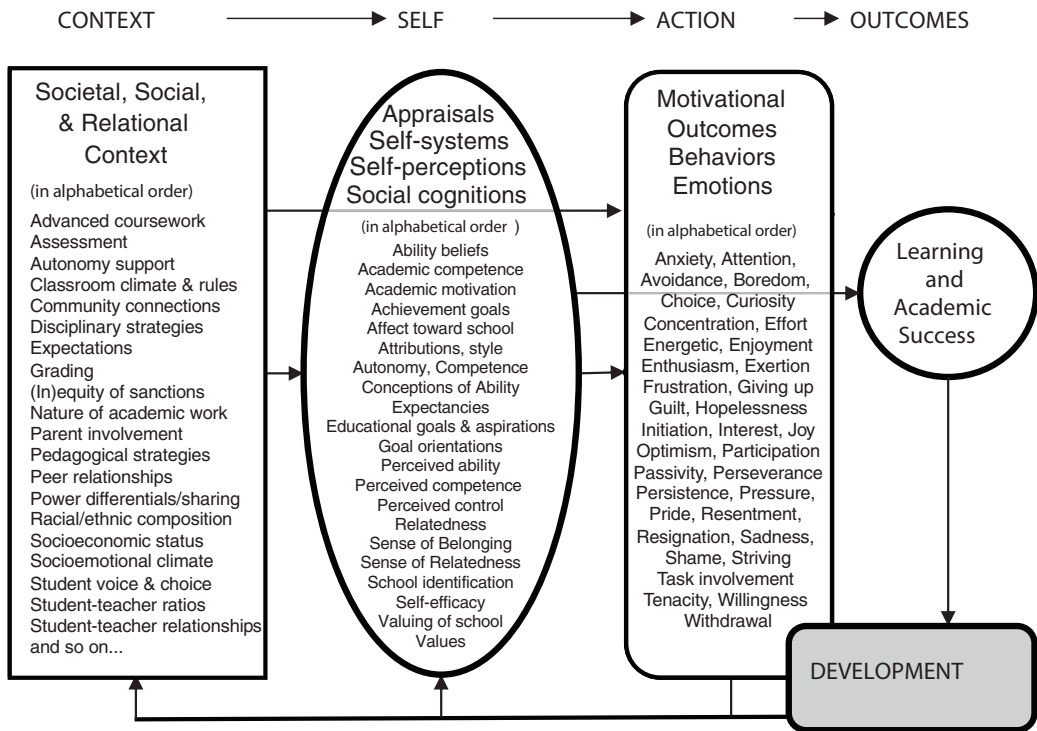 CONTEXT SELF ACTION OUTCOMES
Societal, Social,
& Relational
Context
(in alphabetical order)
Advanced coursework
Assessment
Autonomy support
Classroom climate & rules
Community connections
Disciplinary strategies
Expectations
Grading
(In)equity of sanctions
Nature of academic work
Parent involvement
Pedagogical strategies
Peer relationships
Power differentials/sharing
Racial/ethnic composition
Socioeconomic status
Socioemotional climate
Student voice & choice
Student-teacher ratios
Student-teacher relationships
and so on...
Appraisals
Self-systems
Self-perceptions
Social cognitions
(in alphabetical order )
Ability beliefs
Academic competence
Academic motivation
Achievement goals
Affect toward school
Attributions, style
Autonomy, Competence
Conceptions of Ability
Expectancies
Educational goals & aspirations
Goal orientations
Perceived ability
Perceived competence
Perceived control
Relatedness
Sense of Belonging
Sense of Relatedness
School identification
Self-efficacy
Valuing of school
Values
Motivational
Outcomes
Behaviors
Emotions
(in alphabetical order)
Anxiety, Attention,
Avoidance, Boredom,
Choice, Curiosity
Concentration, Effort
Energetic, Enjoyment
Enthusiasm, Exertion
Frustration, Giving up
Guilt, Hopelessness
Initiation, Interest, Joy
Optimism, Participation
Passivity, Perseverance
Persistence, Pressure,
Pride, Resentment,
Resignation, Sadness,
Shame, Striving
Task involvement
Tenacity, Willingness
Withdrawal
Learning
and
Academic
Success
DEVELOPMENT